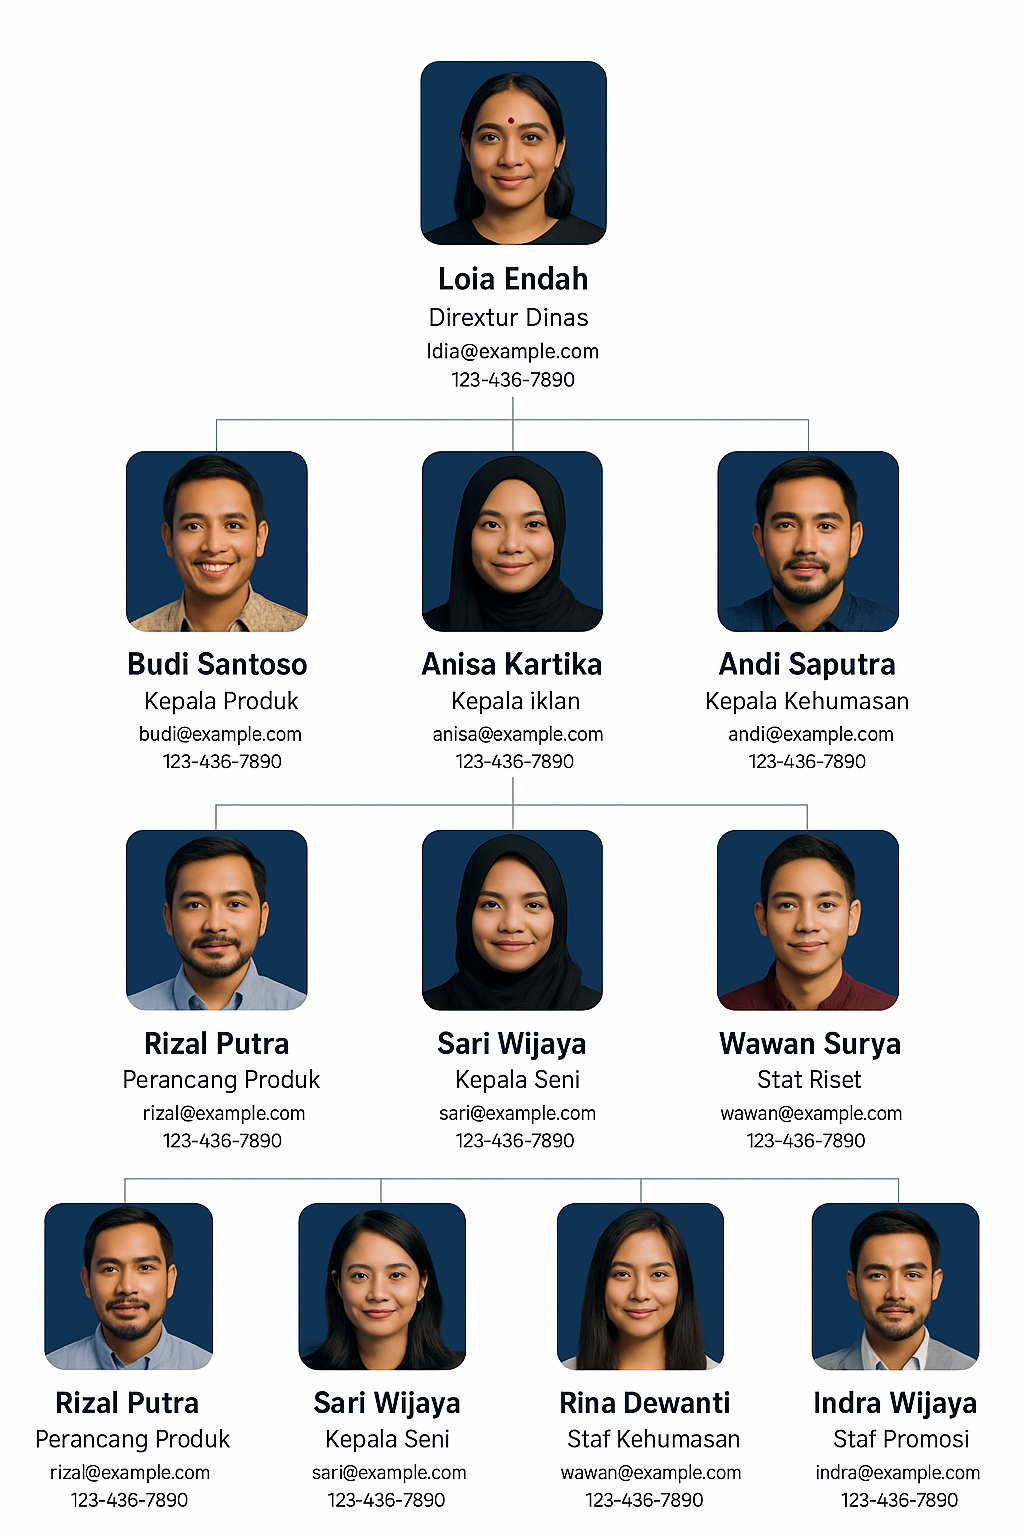 Loia Endah
Dirextur Dinas
ldia@example.com
123-436-7890
Budi Santoso
Kepala Produk
budi@example.com
123-436-7890
Anisa Kartika
Kepala iklan
anisa@example.com
123-436-7890
Andi Saputra
Kepala Kehumasan
andi@example.com
123-436-7890
Rizal Putra
Perancang Produk
rizal@example.com
123-436-7890
Sari Wijaya
Kepala Seni
sari@example.com
123-436-7890
Wawan Surya
Stat Riset
wawan@example.com
123-436-7890
Rizal Putra
Perancang Produk
rizal@example.com
123-436-7890
Sari Wijaya
Kepala Seni
sari@example.com
123-436-7890
Rina Dewanti
Staf Kehumasan
wawan@example.com
123-436-7890
Indra Wijaya
Staf Promosi
indra@example.com
123-436-7890